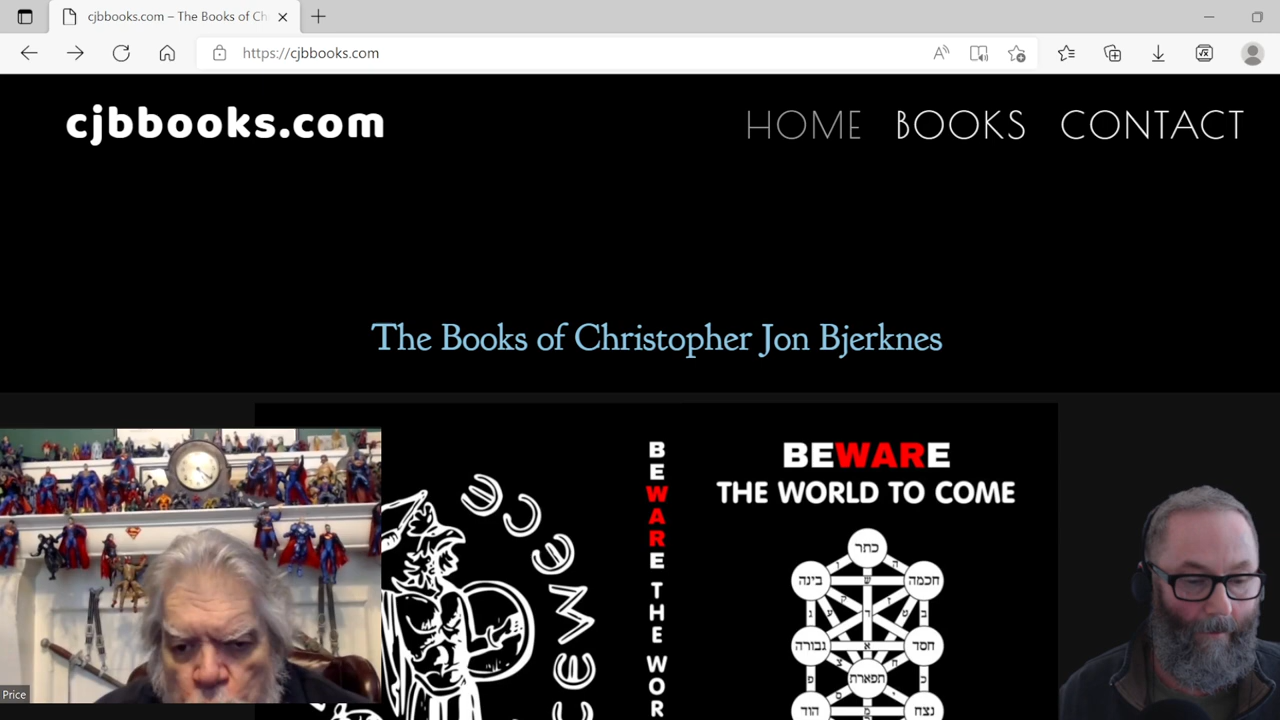 cjbbooks.com – The Books of Ch
https://cjbbooks.com
cjbbooks.com
HOME BOOKS CONTACT
The Books of Christopher Jon Bjerknes
BEWARE
THE WORLD TO COME
BEWARE THE WOR
כתר
בינה
חכמה
גבורה
חסד
תפארת
הוד
נצח
Price